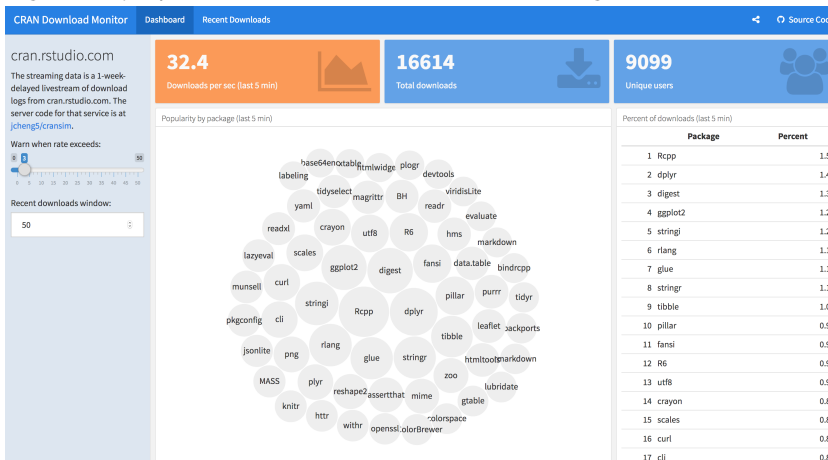 CRAN Download Monitor Dashboard Recent Downloads Source
cran.rstudio.com
The streaming data is a 1-week-
delayed livestream of download
logs from cran.rstudio.com. The
server code for that service is at
jcheng5/cransim.
Warn when rate exceeds:
0 3 50
0 5 10 15 20 25 30 35 40 45 50
Recent downloads window:
50
32.4
Downloads per sec (last 5 min)
16614
Total downloads
9099
Unique users
Popularity by package (last 5 min)
plogr
labeling
devtools
tidyselect
magrittr
BH
viridisLite
yaml
readr
evaluate
readxl
crayon
utf8
R6
hms
markdown
lazyeval
scales
ggplot2
digest
fansi
data.table
bindrcpp
munsell
curl
stringi
Rcpp
dplyr
pillar
purrr
tidyr
pkgconfig
cli
rlang
tibble
leaflet
jsonlite
png
glue
stringr
htmltools
MASS
plyr
zoo
lubridate
reshape2
assertthat
mime
gtable
knitr
httr
withr
Percent of downloads (last 5 min)
Package Percent
1 Rcpp
2 dplyr
3 digest
4 ggplot2
5 stringi
6 rlang
7 glue
8 stringr
9 tibble
10 pillar
11 fansi
12 R6
13 utf8
14 crayon
15 scales
16 curl
17 cli